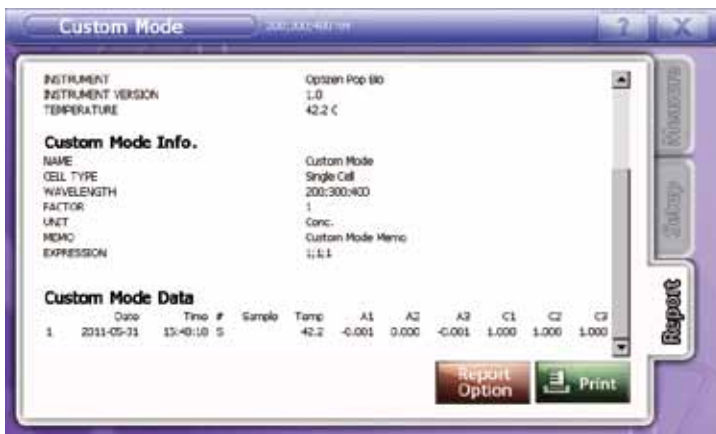 Custom Mode 200:300:400 nm ? X
INSTRUMENT Optizen Pop Bio
INSTRUMENT VERSION 1.0
TEMPERATURE 42.2 C
Custom Mode Info.
NAME Custom Mode
CELL TYPE Single Cell
WAVELENGTH 200:300:400
FACTOR 1
UNIT Conc.
MEMO Custom Mode Memo
EXPRESSION 1;1;1
Custom Mode Data
Date Time # Sample Temp A1 A2 A3 C1 C2 C3
1 2011-05-31 15:40:10 S 42.2 -0.001 0.000 -0.001 1.000 1.000 1.000
Report Option
Print
Measure
Setup
Report